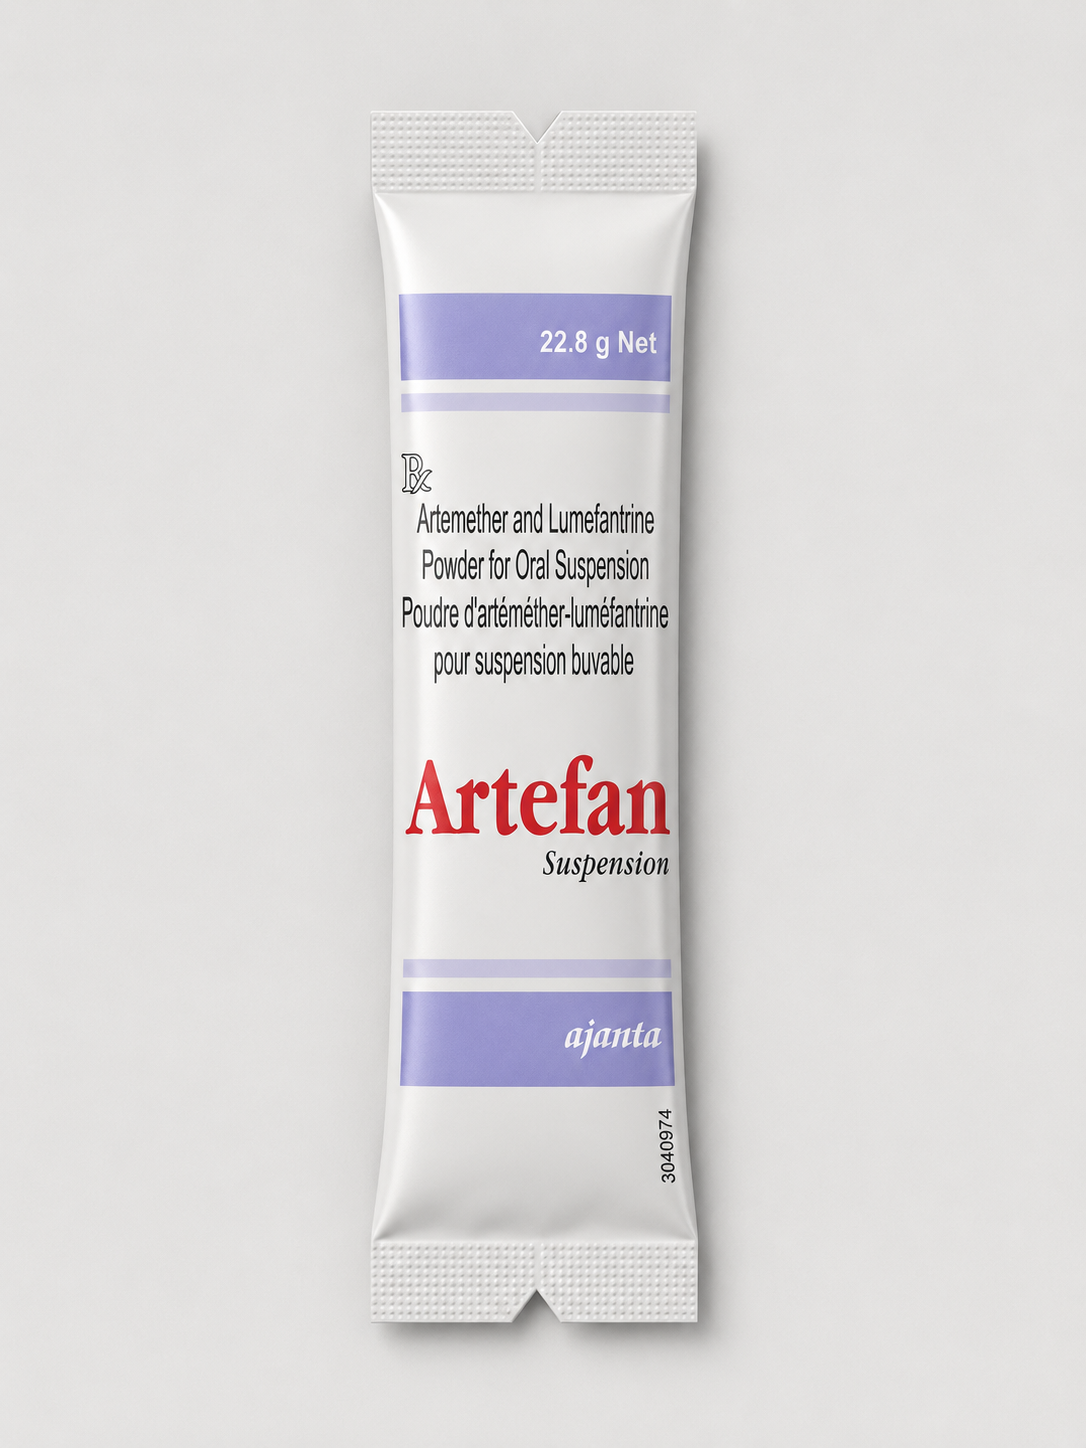 22.8 g Net
Rx
Artemether and Lumefantrine
Powder for Oral Suspension
Poudre d'artéméther-luméfantrine
pour suspension buvable
Artefan
Suspension
ajanta
3040974